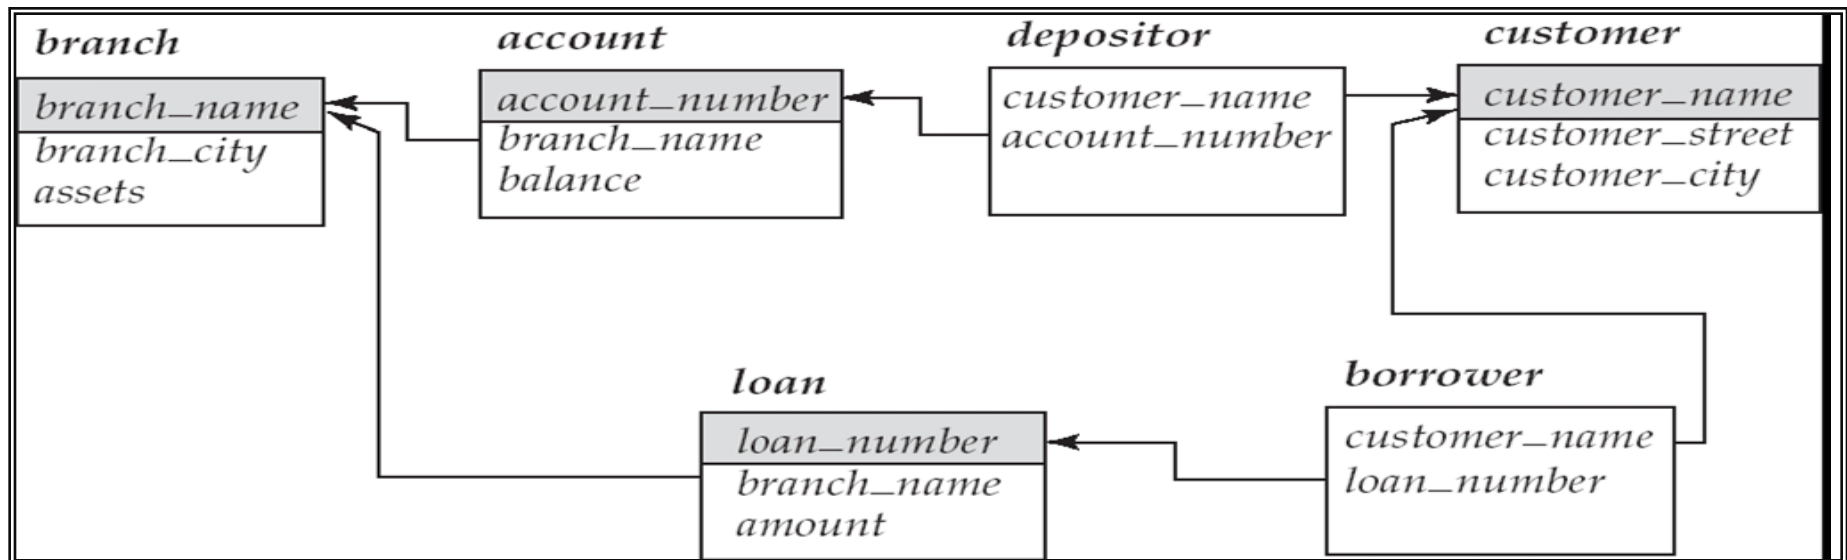 branch
branch_name
branch_city
assets
account
account_number
branch_name
balance
depositor
customer_name
account_number
customer
customer_name
customer_street
customer_city
loan
loan_number
branch_name
amount
borrower
customer_name
loan_number